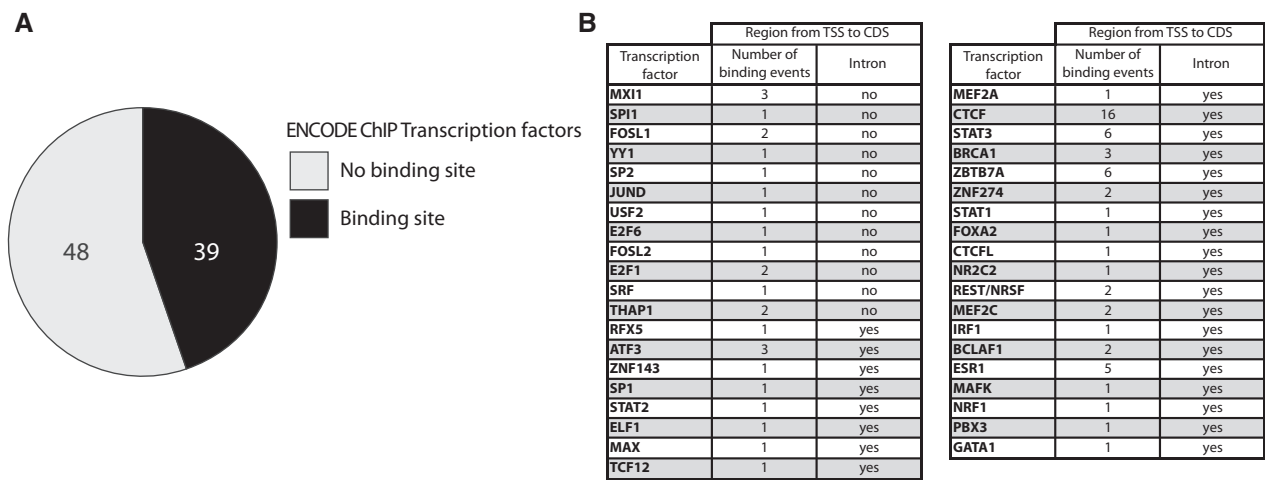 A
ENCODE ChIP Transcription factors
No binding site
Binding site
48
39
B
Region from TSS to CDS
Transcription factor Number of binding events Intron
MXI1 3 no
SPI1 1 no
FOSL1 2 no
YY1 1 no
SP2 1 no
JUND 1 no
USF2 1 no
E2F6 1 no
FOSL2 1 no
E2F1 2 no
SRF 1 no
THAP1 2 no
RFX5 1 yes
ATF3 3 yes
ZNF143 1 yes
SP1 1 yes
STAT2 1 yes
ELF1 1 yes
MAX 1 yes
TCF12 1 yes
Region from TSS to CDS
Transcription factor Number of binding events Intron
MEF2A 1 yes
CTCF 16 yes
STAT3 6 yes
BRCA1 3 yes
ZBTB7A 6 yes
ZNF274 2 yes
STAT1 1 yes
FOXA2 1 yes
CTCFL 1 yes
NR2C2 1 yes
REST/NRSF 2 yes
MEF2C 2 yes
IRF1 1 yes
BCLAF1 2 yes
ESR1 5 yes
MAFK 1 yes
NRF1 1 yes
PBX3 1 yes
GATA1 1 yes